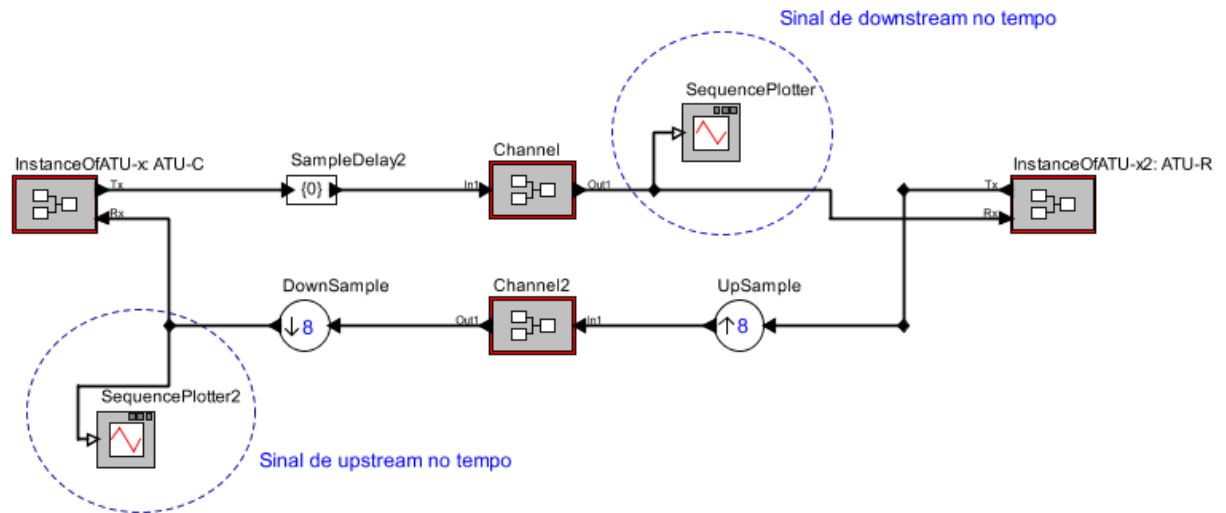 Sinal de downstream no tempo
SequencePlotter
InstanceOfATU-x: ATU-C
SampleDelay2
Channel
InstanceOfATU-x2: ATU-R
Tx
{0}
In1
Out1
Tx
Rx
Rx
DownSample
Channel2
UpSample
↓8
Out1
In1
↑8
SequencePlotter2
Sinal de upstream no tempo